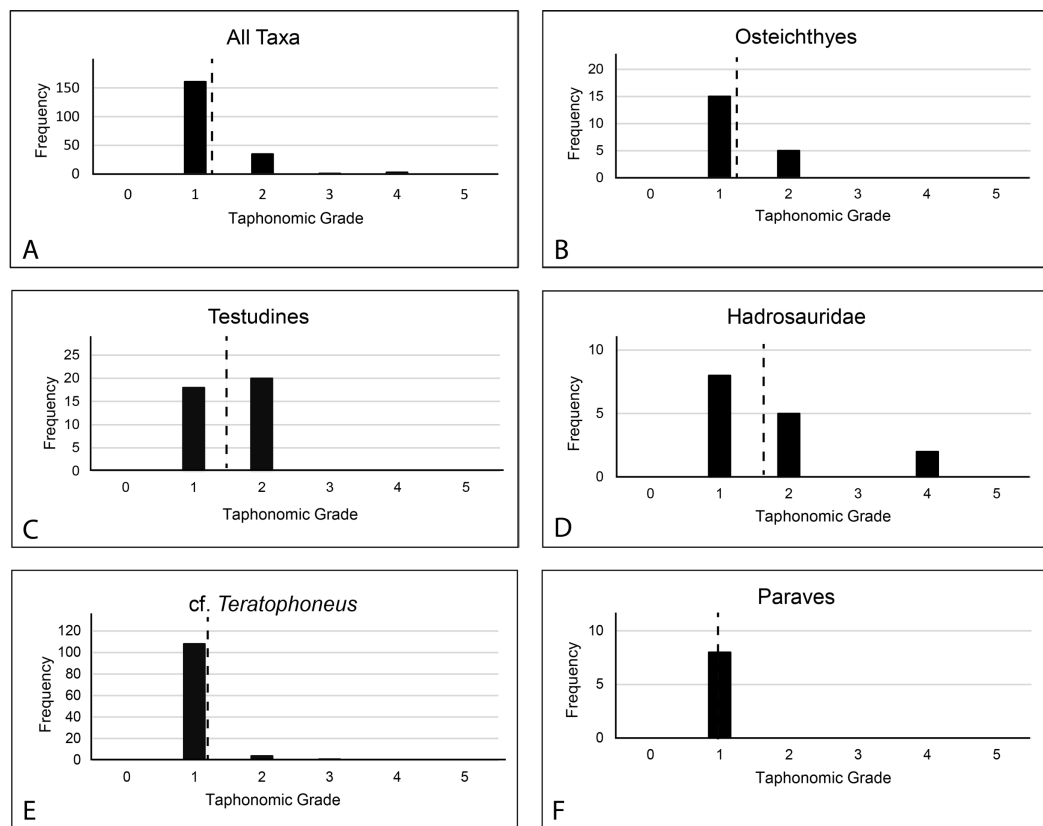 All Taxa
Frequency
150
100
50
0
0 1 2 3 4 5
Taphonomic Grade
A
Osteichthyes
Frequency
20
15
10
5
0
0 1 2 3 4 5
Taphonomic Grade
B
Testudines
Frequency
25
20
15
10
5
0
0 1 2 3 4 5
Taphonomic Grade
C
Hadrosauridae
Frequency
10
5
0
0 1 2 3 4 5
Taphonomic Grade
D
cf. Teratophoneus
Frequency
120
100
80
60
40
20
0
0 1 2 3 4 5
Taphonomic Grade
E
Paraves
Frequency
10
5
0
0 1 2 3 4 5
Taphonomic Grade
F